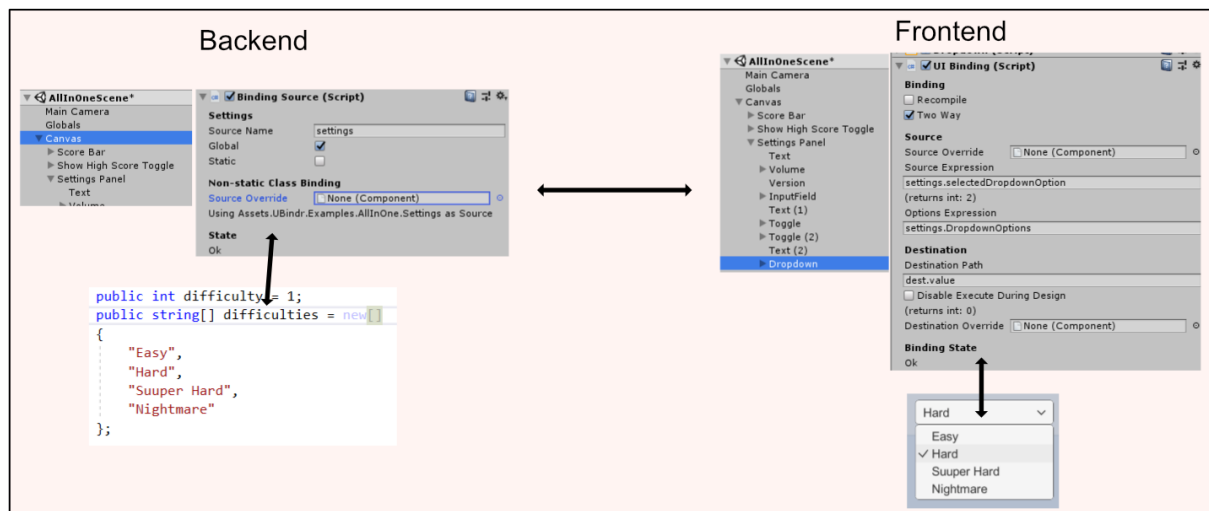 Backend
AllInOneScene*
Main Camera
Globals
Canvas
Score Bar
Show High Score Toggle
Settings Panel
Text
Binding Source (Script)
Settings
Source Name settings
Global
Static
Non-static Class Binding
Source Override None (Component)
Using Assets.UBindr.Examples.AllInOne.Settings as Source
State
Ok
public int difficulty = 1;
public string[] difficulties = new[]
{
"Easy",
"Hard",
"Suuper Hard",
"Nightmare"
};
Frontend
AllInOneScene*
Main Camera
Globals
Canvas
Score Bar
Show High Score Toggle
Settings Panel
Text
Volume
Version
InputField
Text (1)
Toggle
Toggle (2)
Text (2)
Dropdown
UI Binding (Script)
Binding
Recompile
Two Way
Source
Source Override None (Component)
Source Expression
settings.selectedDropdownOption
(returns int: 2)
Options Expression
settings.DropdownOptions
Destination
Destination Path
dest.value
Disable Execute During Design
(returns int: 0)
Destination Override None (Component)
Binding State
Ok
Hard
Easy
Hard
Suuper Hard
Nightmare